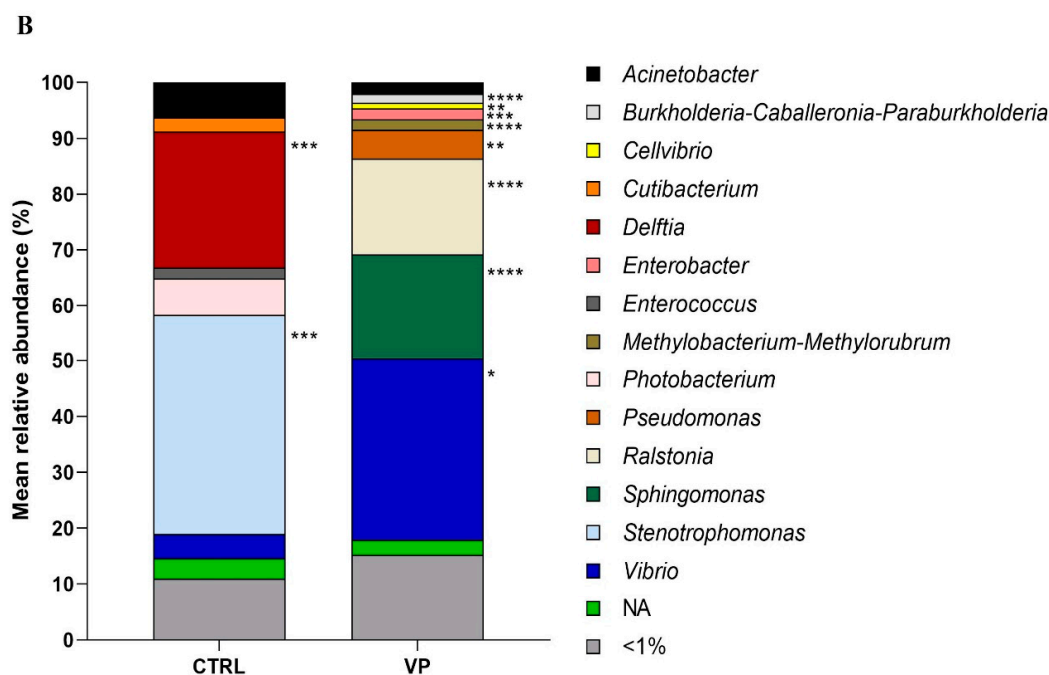 B
Mean relative abundance (%)
100
90
80
70
60
50
40
30
20
10
0
***
***
****
**
***
****
**
****
****
*
CTRL
VP
Acinetobacter
Burkholderia-Caballeronia-Paraburkholderia
Cellvibrio
Cutibacterium
Delftia
Enterobacter
Enterococcus
Methylobacterium-Methylorubrum
Photobacterium
Pseudomonas
Ralstonia
Sphingomonas
Stenotrophomonas
Vibrio
NA
<1%